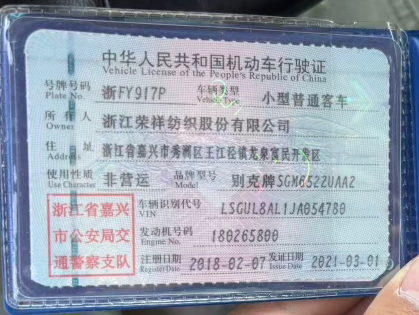 中华人民共和国机动车行驶证
Vehicle License of the People's Republic of China
号牌号码 浙FY917P 车辆类型 小型普通客车
Plate No. Vehicle Type
所有人 浙江荣祥纺织股份有限公司
Owner
住址 浙江省嘉兴市秀洲区王江泾镇龙泉富民开发区
Address
使用性质 非营运 品牌型号 别克牌SGM6522UAA2
Use Character Model
浙江省嘉兴 车辆识别代号 LSGUL8AL1JA054780
VIN
市公安局交 发动机号码 180265800
Engine No.
通警察支队 注册日期 2018-02-07 发证日期 2021-03-01
Register Date Issue Date